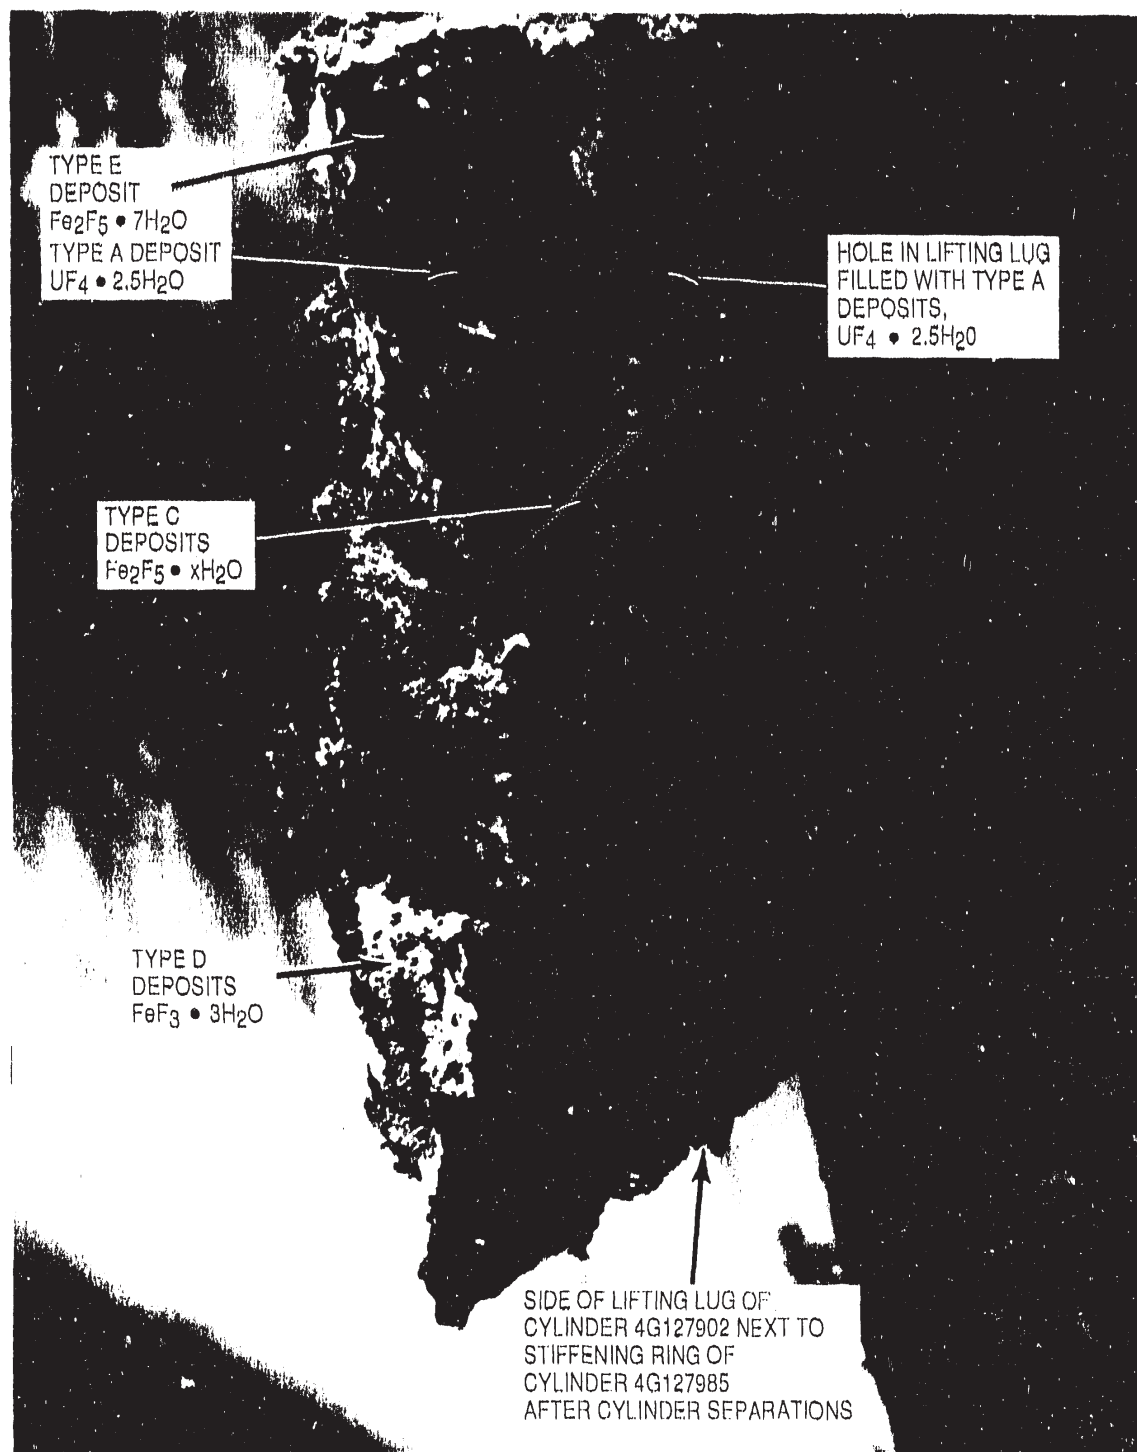 TYPE E
DEPOSIT
Fe2F5 • 7H2O
TYPE A DEPOSIT
UF4 • 2.5H2O
HOLE IN LIFTING LUG
FILLED WITH TYPE A
DEPOSITS,
UF4 • 2.5H2O
TYPE C
DEPOSITS
Fe2F5 • xH2O
TYPE D
DEPOSITS
FeF3 • 3H2O
SIDE OF LIFTING LUG OF
CYLINDER 4G127902 NEXT TO
STIFFENING RING OF
CYLINDER 4G127985
AFTER CYLINDER SEPARATIONS